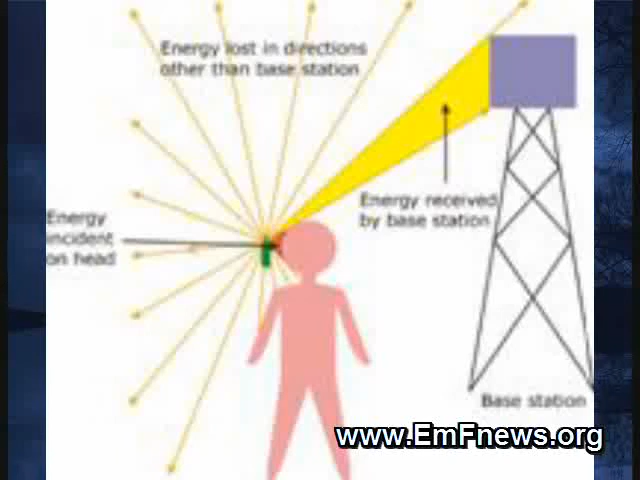 Energy lost in directions
other than base station
Energy received
by base station
Energy
incident
on head
Base station
www.EmFnews.org